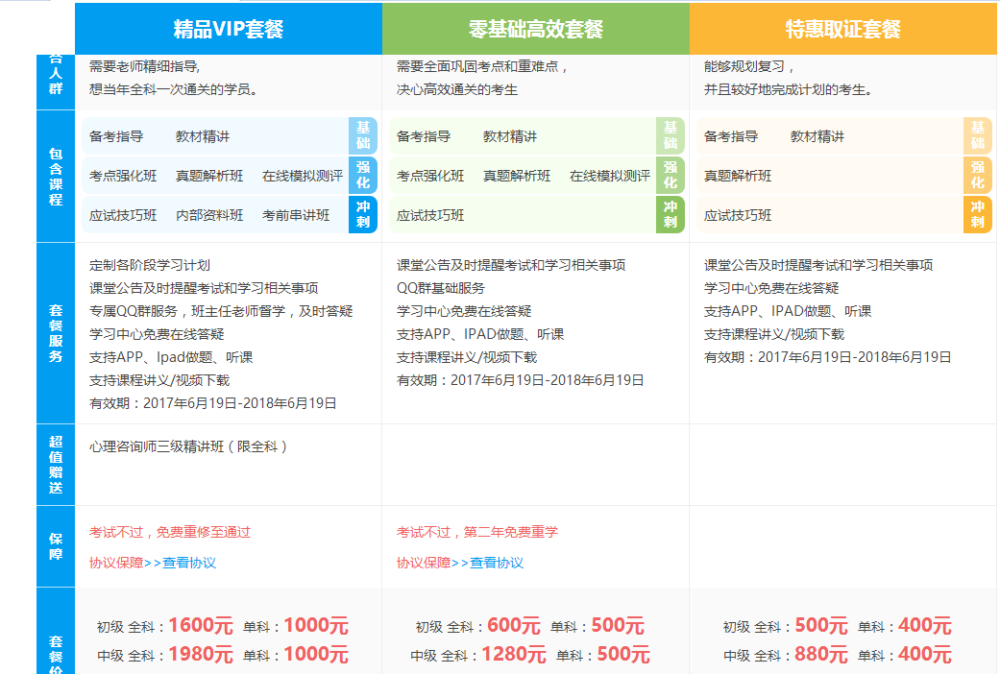 精品VIP套餐 零基础高效套餐 特惠取证套餐
人群
需要老师精细指导,
想当年全科一次通关的学员。
需要全面巩固考点和重难点，
决心高效通关的考生
能够规划复习，
并且较好地完成计划的考生。
包含课程
备考指导 教材精讲 基础
考点强化班 真题解析班 在线模拟测评 强化
应试技巧班 内部资料班 考前串讲班 冲刺
备考指导 教材精讲 基础
考点强化班 真题解析班 在线模拟测评 强化
应试技巧班 冲刺
备考指导 教材精讲 基础
真题解析班 强化
应试技巧班 冲刺
套餐服务
定制各阶段学习计划
课堂公告及时提醒考试和学习相关事项
专属QQ群服务，班主任老师督学，及时答疑
学习中心免费在线答疑
支持APP、Ipad做题、听课
支持课程讲义/视频下载
有效期：2017年6月19日-2018年6月19日
课堂公告及时提醒考试和学习相关事项
QQ群基础服务
学习中心免费在线答疑
支持APP、IPAD做题、听课
支持课程讲义/视频下载
有效期：2017年6月19日-2018年6月19日
课堂公告及时提醒考试和学习相关事项
学习中心免费在线答疑
支持APP、IPAD做题、听课
支持课程讲义/视频下载
有效期：2017年6月19日-2018年6月19日
超值赠送
心理咨询师三级精讲班（限全科）
保障
考试不过，免费重修至通过
协议保障>>查看协议
考试不过，第二年免费重学
协议保障>>查看协议
套餐
初级 全科：1600元 单科：1000元
中级 全科：1980元 单科：1000元
初级 全科：600元 单科：500元
中级 全科：1280元 单科：500元
初级 全科：500元 单科：400元
中级 全科：880元 单科：400元